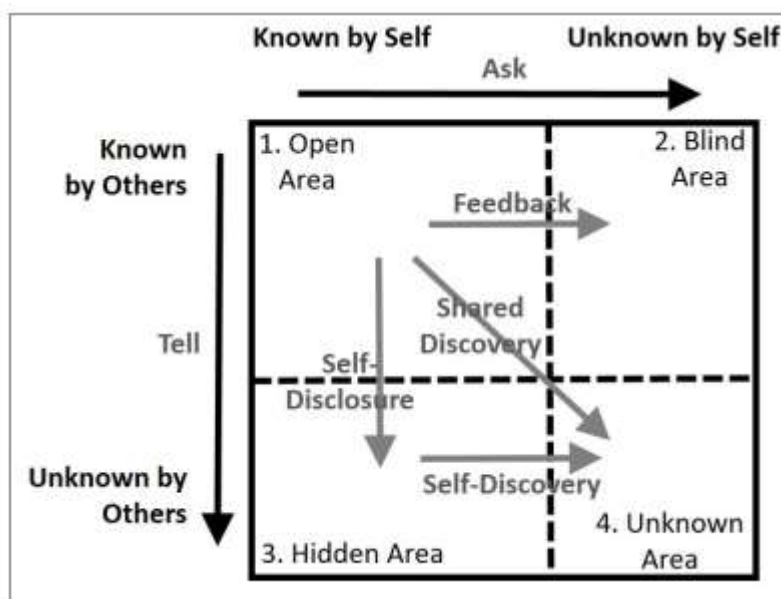 Known by Self
Unknown by Self
Ask
Known
by Others
1. Open
Area
2. Blind
Area
Feedback
Shared
Discovery
Tell
Self-
Disclosure
Unknown by
Others
Self-Discovery
3. Hidden Area
4. Unknown
Area